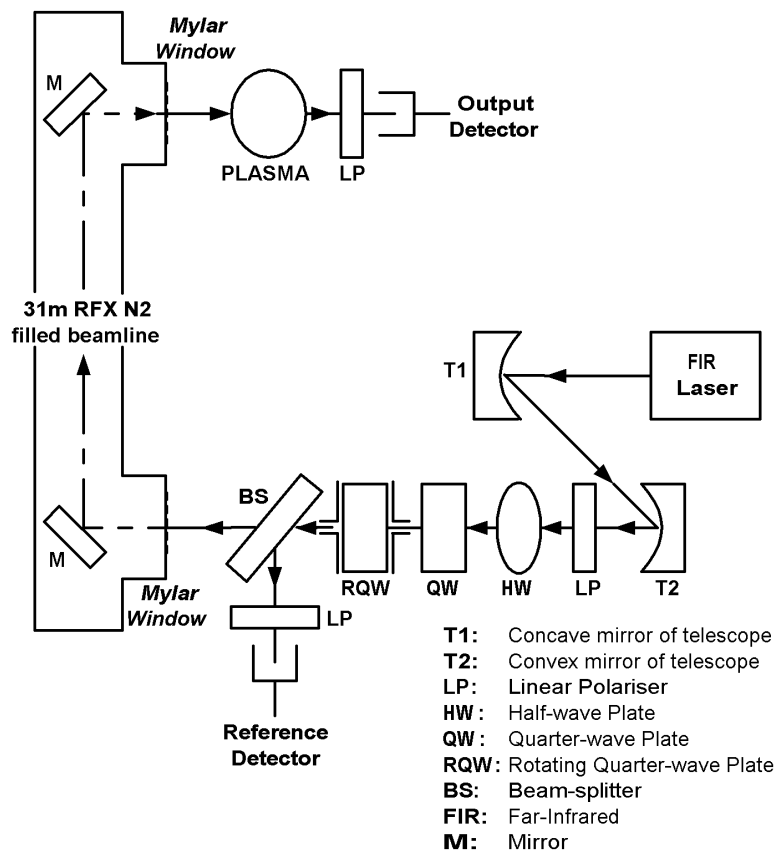 Mylar
Window
M
PLASMA
LP
Output
Detector
31m RFX N2
filled beamline
T1
FIR
Laser
BS
M
Mylar
Window
RQW
QW
HW
LP
T2
LP
Reference
Detector
T1: Concave mirror of telescope
T2: Convex mirror of telescope
LP: Linear Polariser
HW: Half-wave Plate
QW: Quarter-wave Plate
RQW: Rotating Quarter-wave Plate
BS: Beam-splitter
FIR: Far-Infrared
M: Mirror